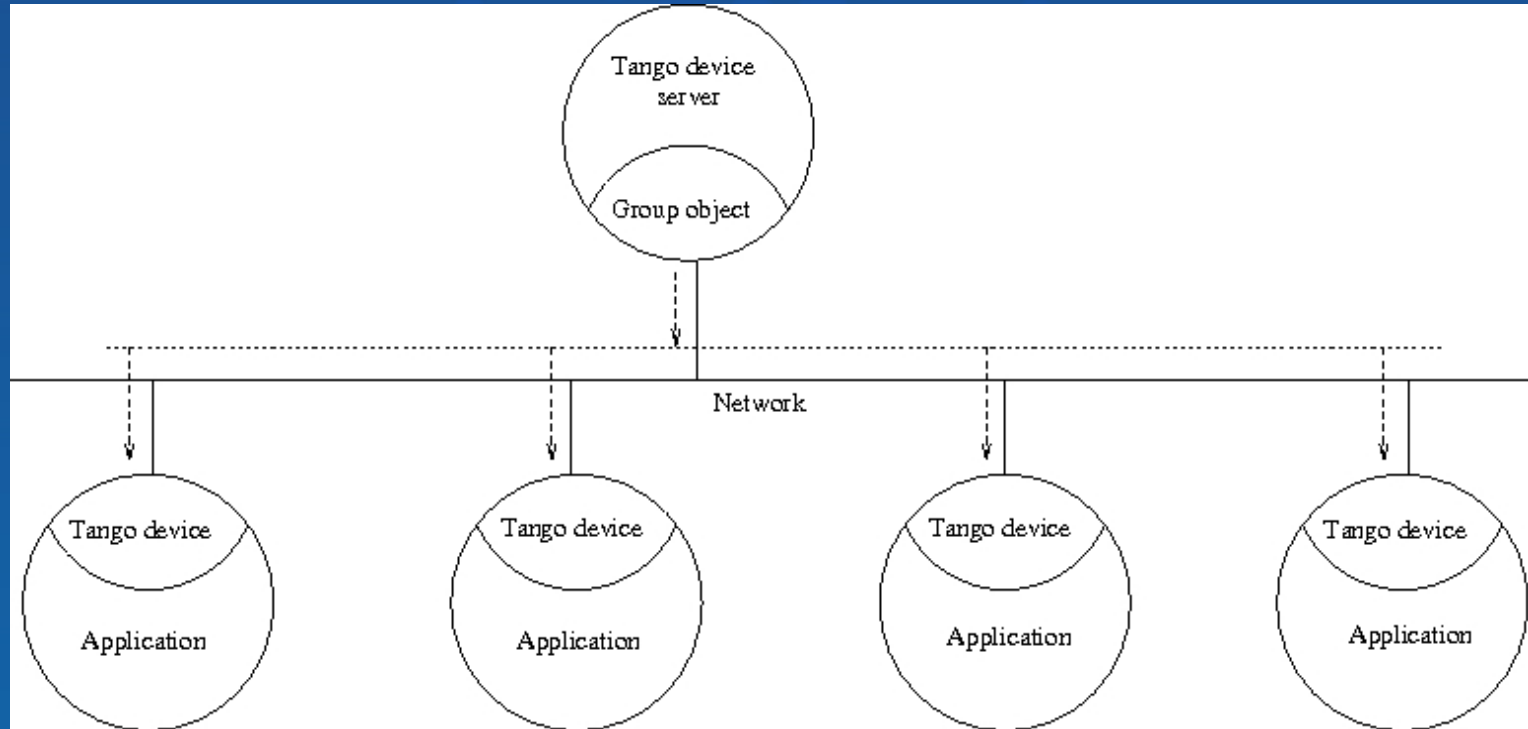 Tango device
server
Group object
Network
Tango device
Tango device
Tango device
Tango device
Application
Application
Application
Application